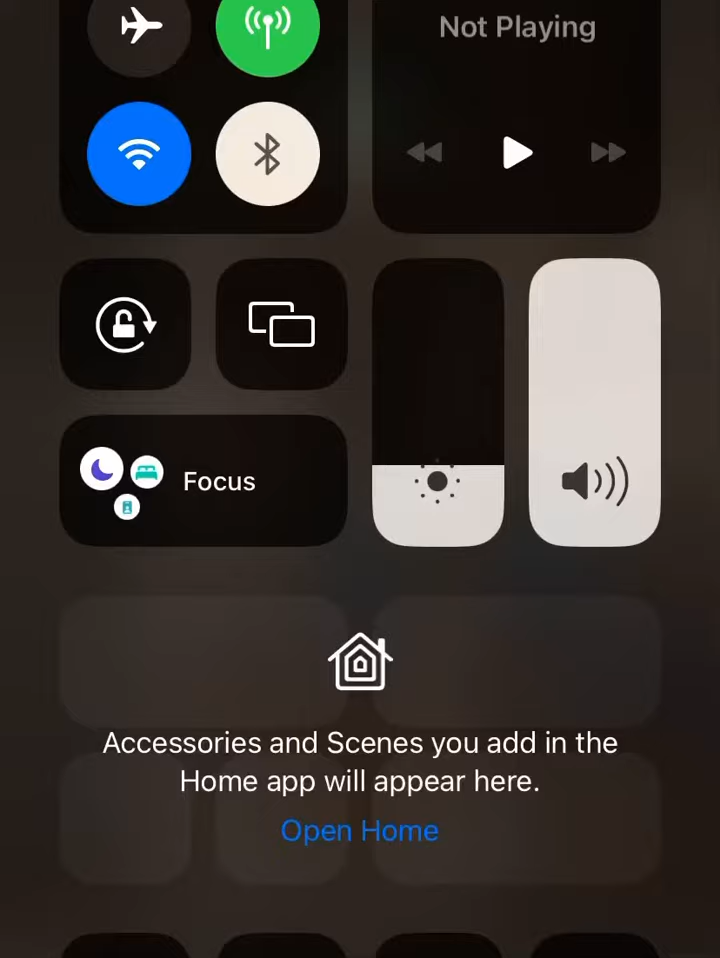 Not Playing
Focus
Accessories and Scenes you add in the
Home app will appear here.
Open Home